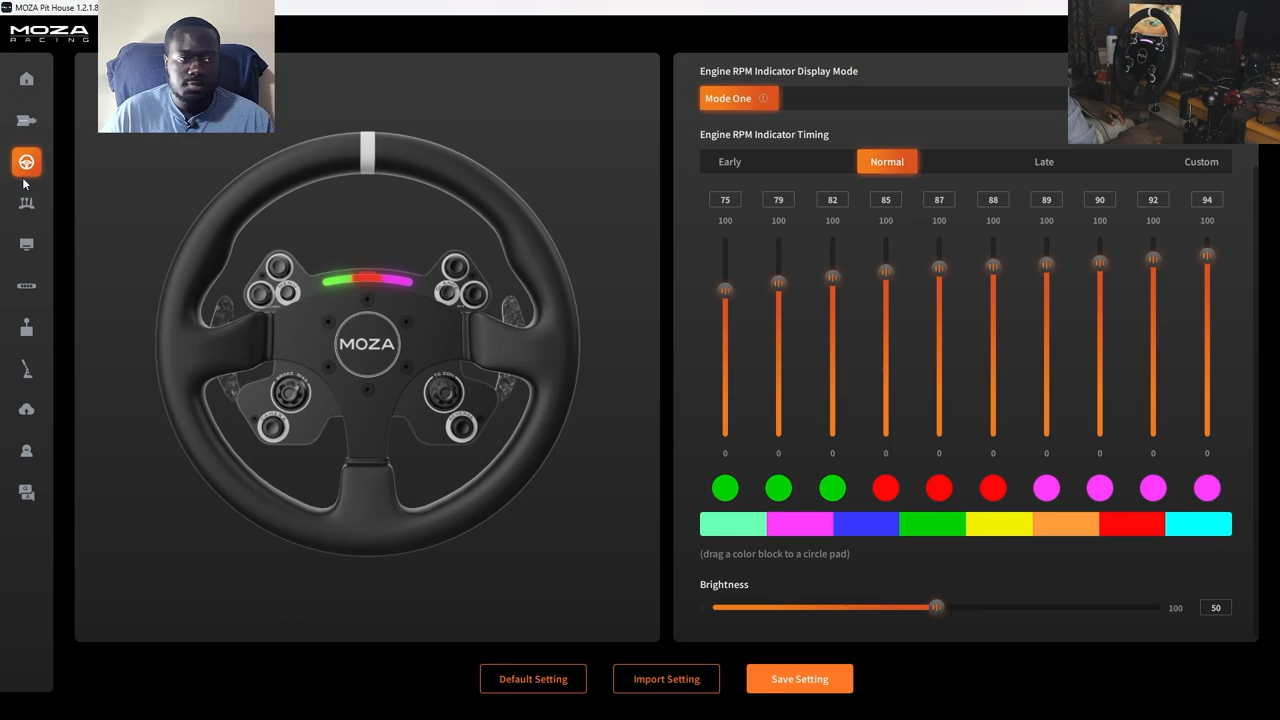 MOZA Pit House 1.2.1.8
MOZA
RACING
Engine RPM Indicator Display Mode
Mode One
Engine RPM Indicator Timing
Early Normal Late Custom
75 79 82 85 87 88 89 90 92 94
100 100 100 100 100 100 100 100 100 100
MOZA
0 0 0 0 0 0 0 0 0 0
(drag a color block to a circle pad)
Brightness
100 50
Default Setting Import Setting Save Setting